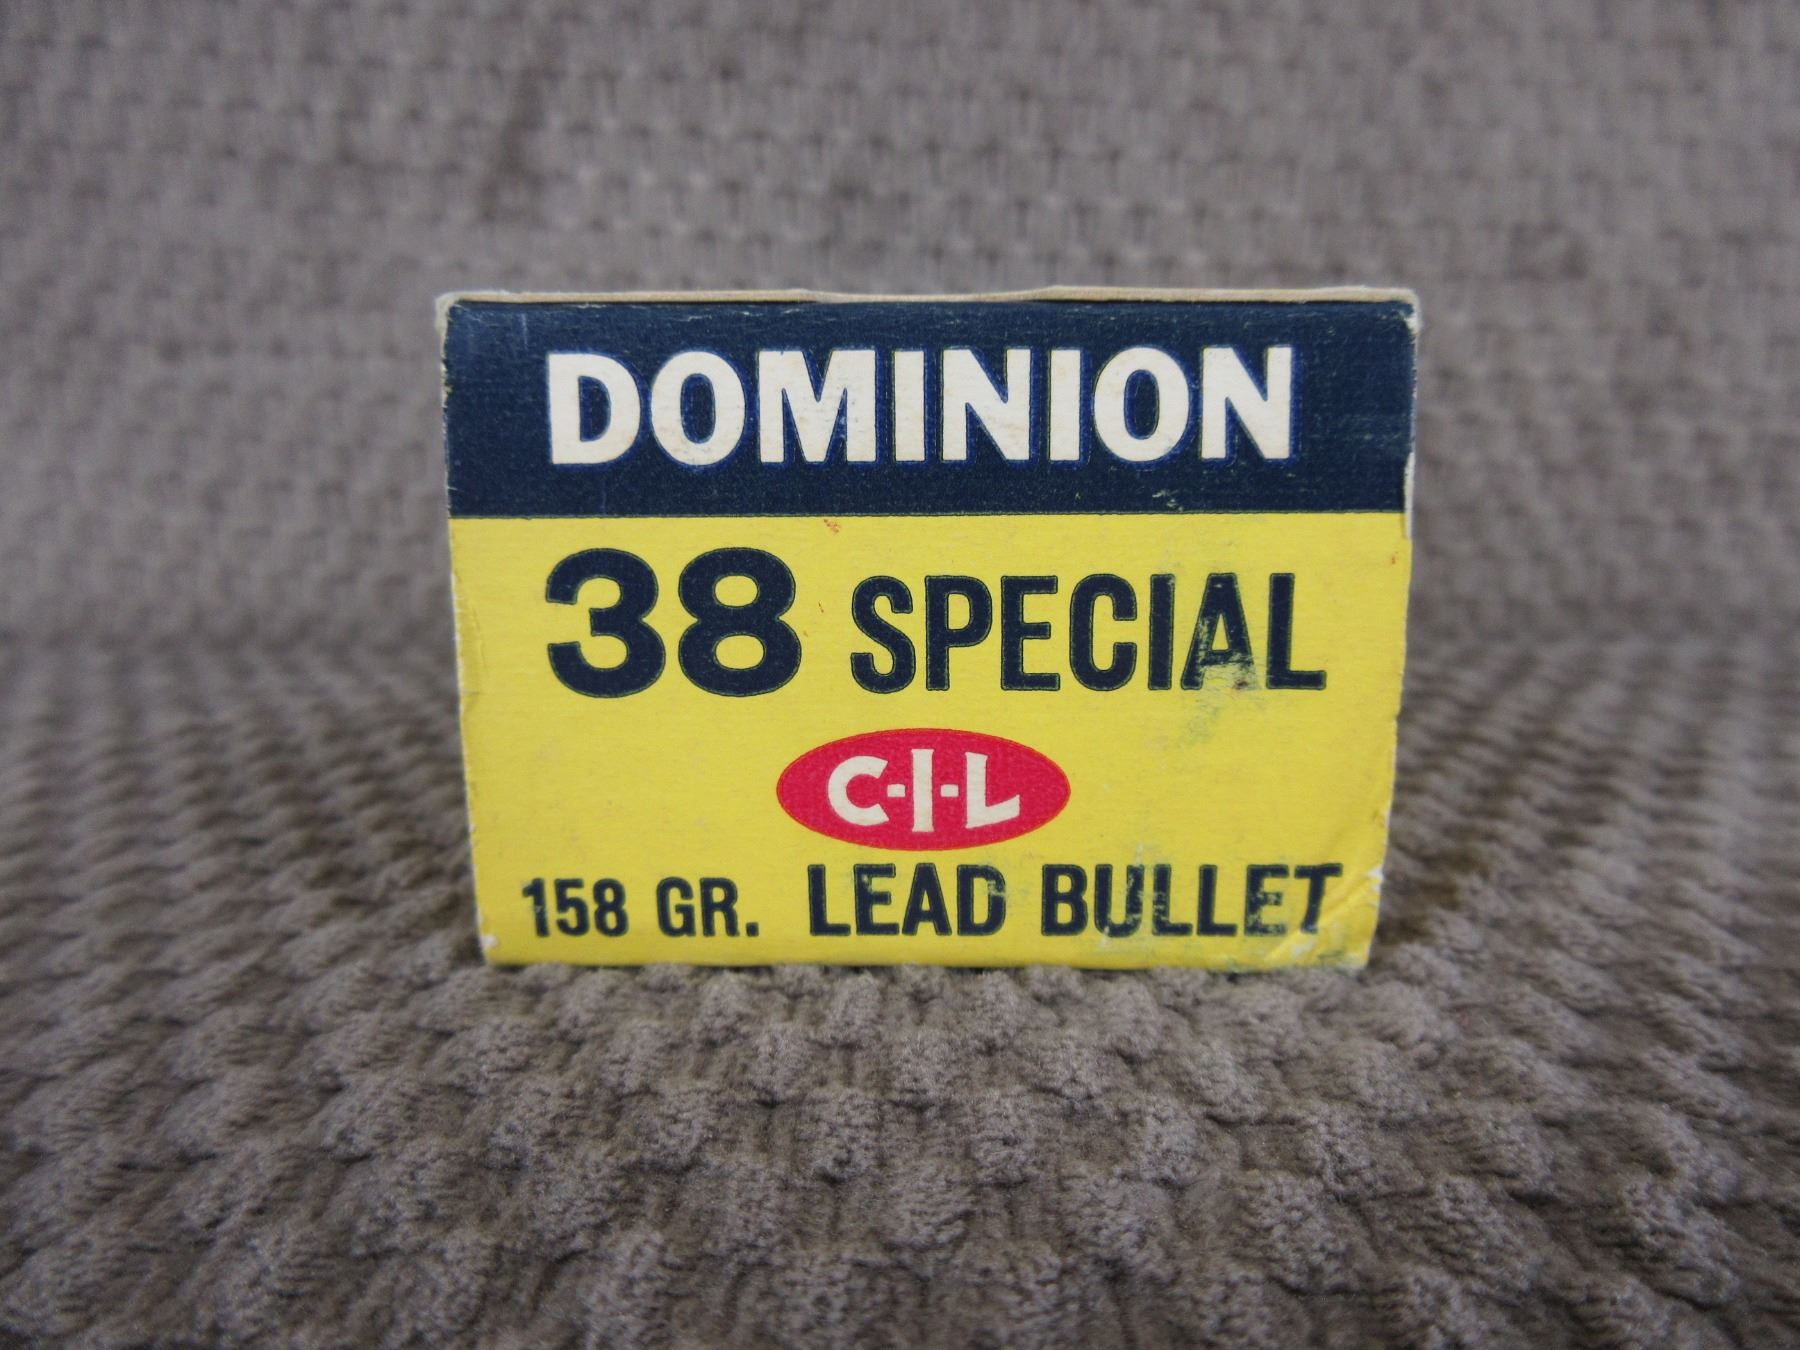 DOMINION
38 SPECIAL
C-I-L
158 GR. LEAD BULLET